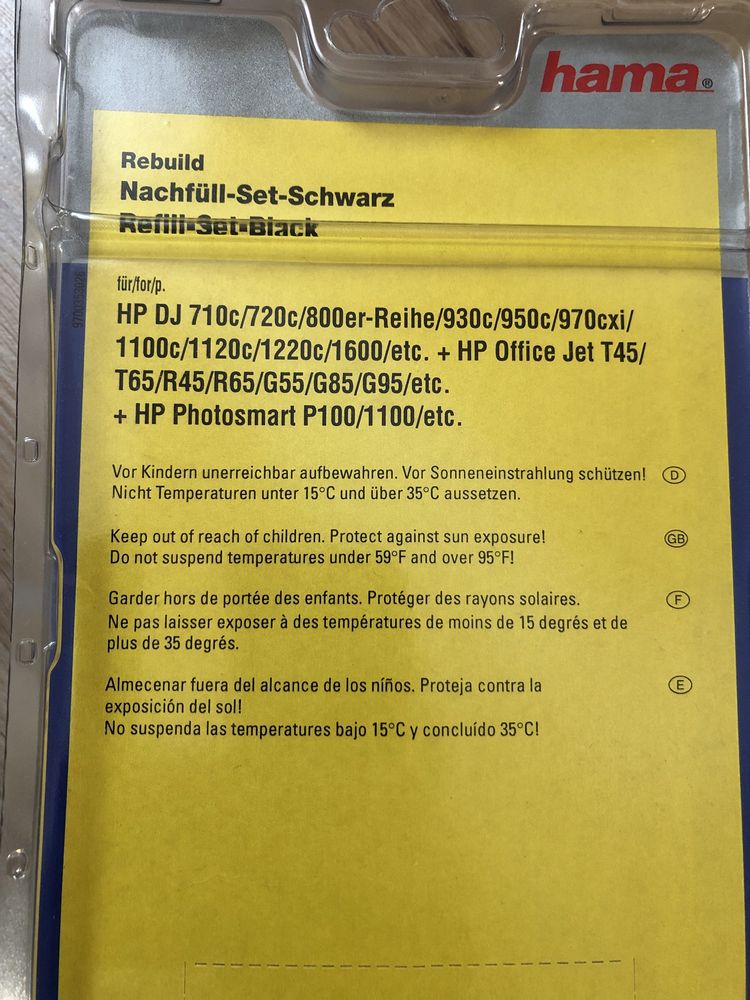 hama®
Rebuild
Nachfüll-Set-Schwarz
Refill-Set-Black
für/for/p.
HP DJ 710c/720c/800er-Reihe/930c/950c/970cxi/
1100c/1120c/1220c/1600/etc. + HP Office Jet T45/
T65/R45/R65/G55/G85/G95/etc.
+ HP Photosmart P100/1100/etc.
Vor Kindern unerreichbar aufbewahren. Vor Sonneneinstrahlung schützen! D
Nicht Temperaturen unter 15°C und über 35°C aussetzen.
Keep out of reach of children. Protect against sun exposure! GB
Do not suspend temperatures under 59°F and over 95°F!
Garder hors de portée des enfants. Protéger des rayons solaires. F
Ne pas laisser exposer à des températures de moins de 15 degrés et de
plus de 35 degrés.
Almecenar fuera del alcance de los níños. Proteja contra la E
exposición del sol!
No suspenda las temperatures bajo 15°C y concluído 35°C!